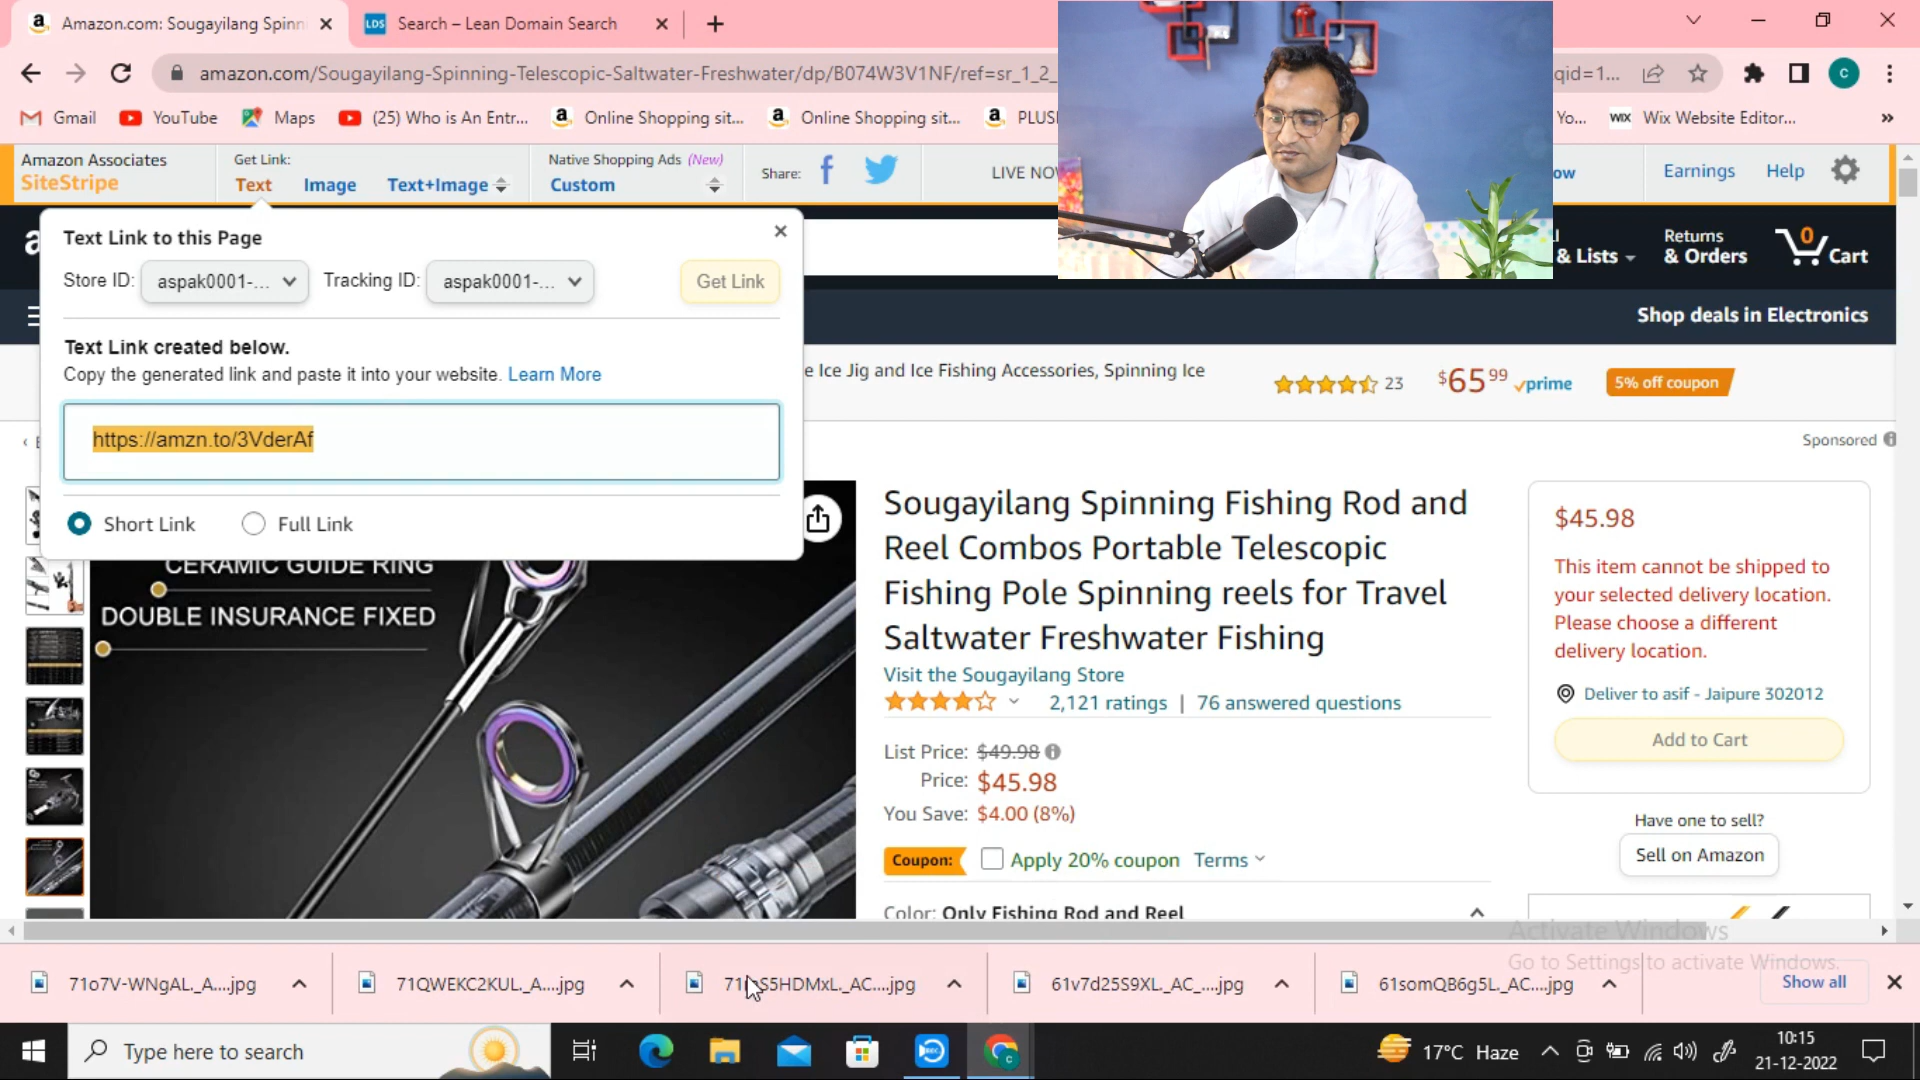 Amazon.com: Sougayilang Spinn
LDS Search – Lean Domain Search
amazon.com/Sougayilang-Spinning-Telescopic-Saltwater-Freshwater/dp/B074W3V1NF/ref=sr_1_2_
qid=1...
C
Gmail
YouTube
Maps
(25) Who is An Entr...
Online Shopping sit...
Online Shopping sit...
Yo...
WIX Wix Website Editor...
Amazon Associates
SiteStripe
Get Link:
Text
Image
Text+Image
Native Shopping Ads (New)
Custom
Share:
Earnings
Help
Text Link to this Page
Store ID: aspak0001-...
Tracking ID: aspak0001-...
Get Link
Text Link created below.
Copy the generated link and paste it into your website. Learn More
https://amzn.to/3VderAf
Short Link
Full Link
& Lists
Returns
& Orders
0
Cart
Shop deals in Electronics
e Ice Jig and Ice Fishing Accessories, Spinning Ice
23
$65 99
prime
5% off coupon
Sponsored
CERAMIC GUIDE RING
DOUBLE INSURANCE FIXED
Sougayilang Spinning Fishing Rod and
Reel Combos Portable Telescopic
Fishing Pole Spinning reels for Travel
Saltwater Freshwater Fishing
Visit the Sougayilang Store
2,121 ratings | 76 answered questions
List Price: $49.98
Price: $45.98
You Save: $4.00 (8%)
Coupon: Apply 20% coupon Terms
Color: Only Fishing Rod and Reel
$45.98
This item cannot be shipped to
your selected delivery location.
Please choose a different
delivery location.
Deliver to asif - Jaipure 302012
Add to Cart
Have one to sell?
Sell on Amazon
Activate Windows
Go to Settings to activate Windows.
71o7V-WNgAL._A....jpg
71QWEKC2KUL._A....jpg
61v7d25S9XL._AC_....jpg
61somQB6g5L._AC....jpg
Show all
Type here to search
REC
17°C Haze
10:15
21-12-2022